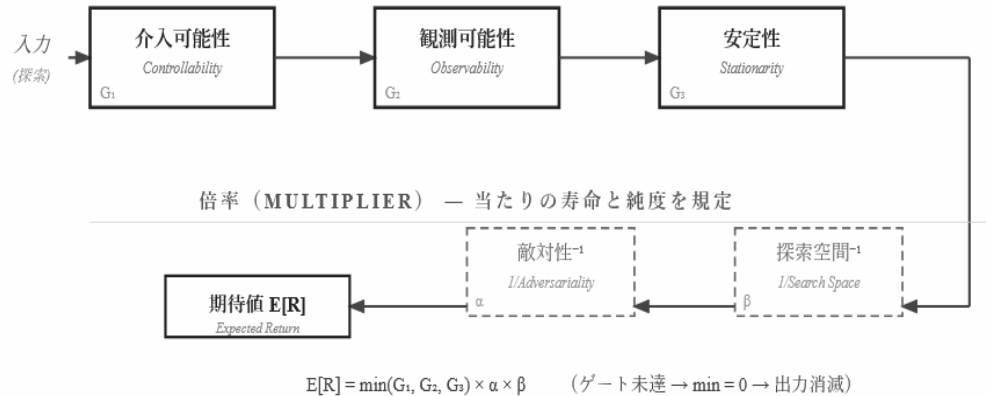 入力
(探索)
介入可能性
Controllability
G₁
観測可能性
Observability
G₂
安定性
Stationarity
G₃
倍率（MULTIPLIER） — 当たりの寿命と純度を規定
探索空間⁻¹
1/Search Space
β
敵対性⁻¹
1/Adversariality
α
期待値 E[R]
Expected Return
E[R] = min(G₁, G₂, G₃) × α × β （ゲート未達 → min = 0 → 出力消滅）